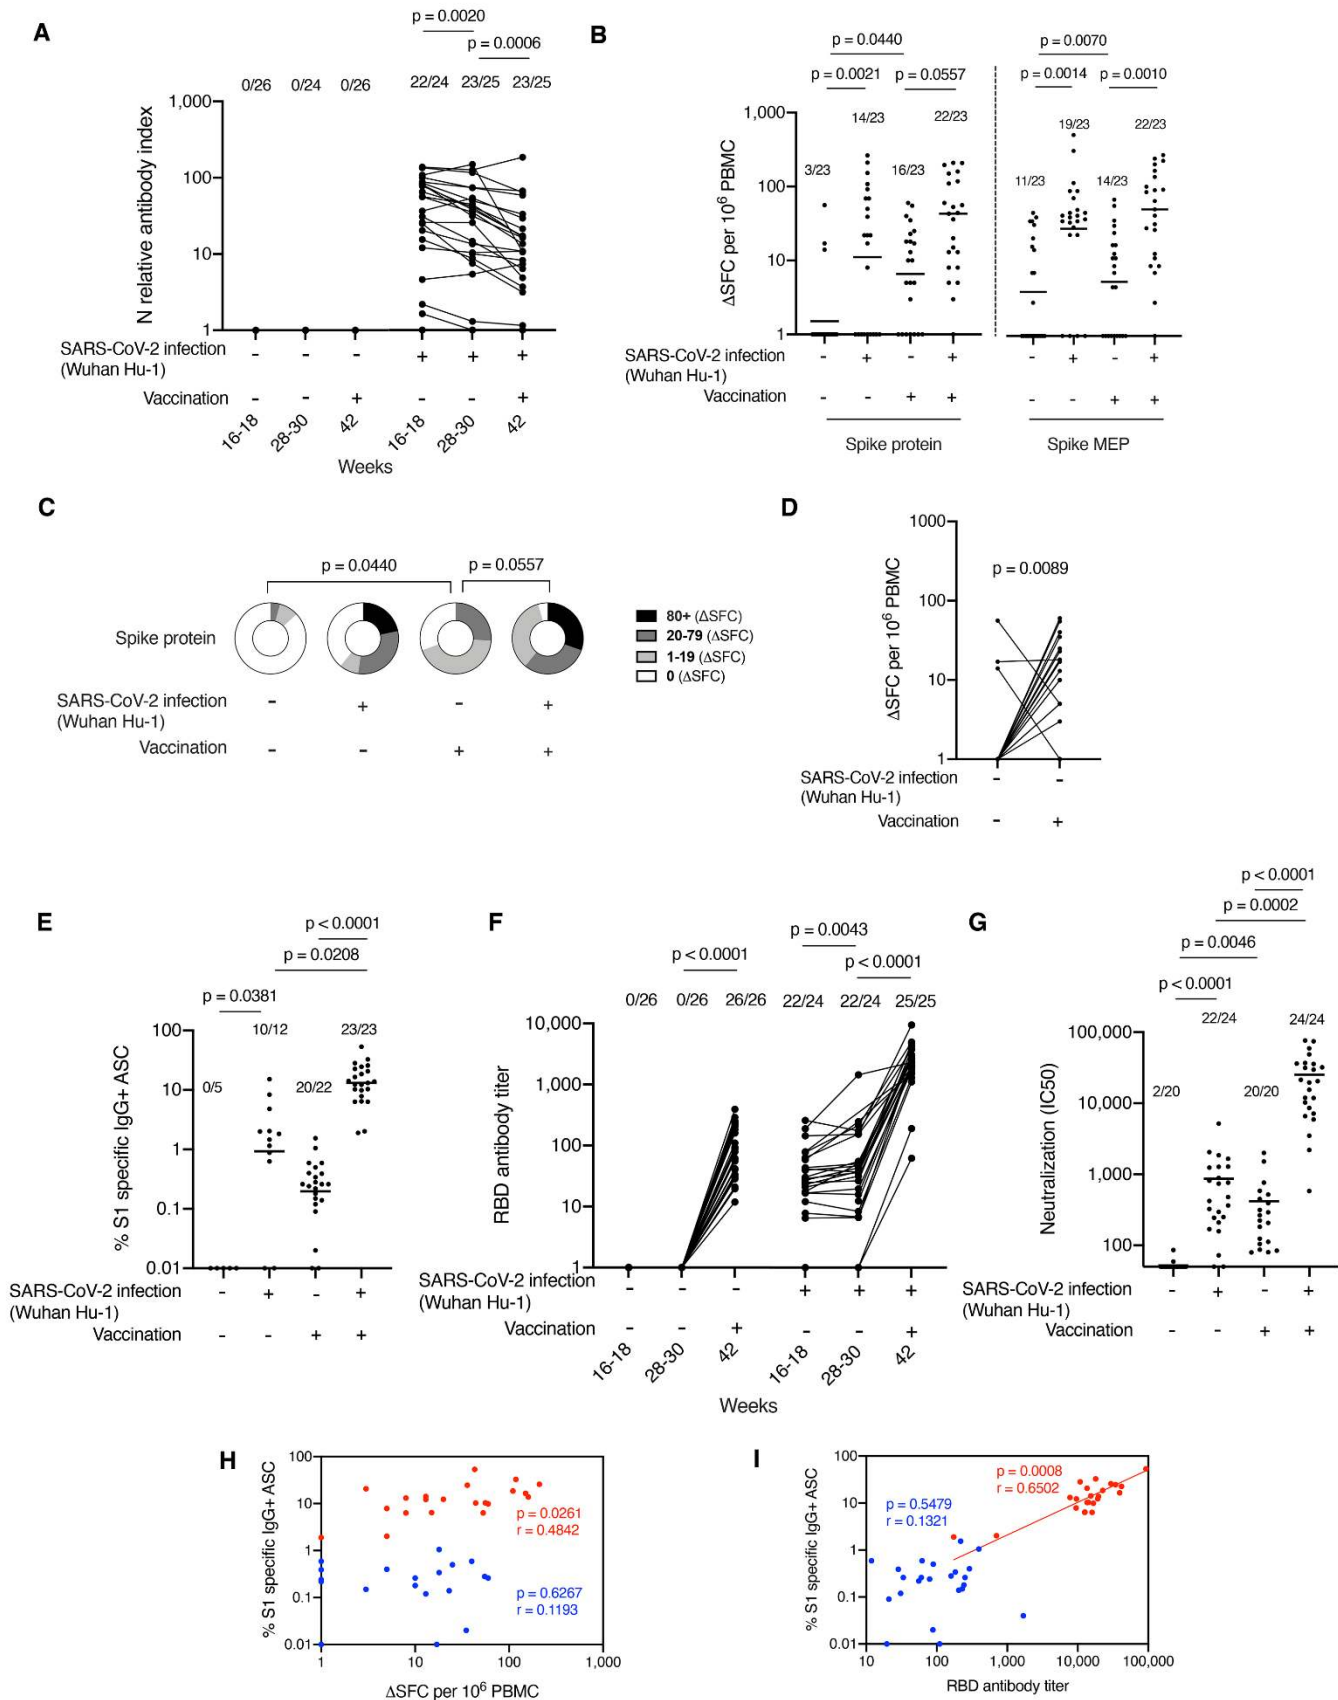 A
p = 0.0020
p = 0.0006
0/26 0/24 0/26 22/24 23/25 23/25
1,000
100
10
1
N relative antibody index
SARS-CoV-2 infection
(Wuhan Hu-1)
- - - + + +
Vaccination
- - + - - +
16-18 28-30 42 16-18 28-30 42
Weeks
B
p = 0.0440
p = 0.0070
p = 0.0021 p = 0.0557
p = 0.0014 p = 0.0010
3/23 14/23 16/23 22/23
11/23 19/23 14/23 22/23
1,000
100
10
1
ΔSFC per 10⁶ PBMC
SARS-CoV-2 infection
(Wuhan Hu-1)
- + - + - + - +
Vaccination
- - + + - - + +
Spike protein
Spike MEP
C
p = 0.0440
p = 0.0557
Spike protein
80+ (ΔSFC)
20-79 (ΔSFC)
1-19 (ΔSFC)
0 (ΔSFC)
SARS-CoV-2 infection
(Wuhan Hu-1)
- + - +
Vaccination
- - + +
D
1000
100
10
1
ΔSFC per 10⁶ PBMC
p = 0.0089
SARS-CoV-2 infection
(Wuhan Hu-1)
- -
Vaccination
- +
E
p < 0.0001
p = 0.0208
p = 0.0381
0/5 10/12 20/22 23/23
100
10
1
0.1
0.01
% S1 specific IgG+ ASC
SARS-CoV-2 infection
(Wuhan Hu-1)
- + - +
Vaccination
- - + +
F
p < 0.0001
p = 0.0043
p < 0.0001
0/26 0/26 26/26 22/24 22/24 25/25
10,000
1,000
100
10
1
RBD antibody titer
SARS-CoV-2 infection
(Wuhan Hu-1)
- - - + + +
Vaccination
- - + - - +
16-18 28-30 42 16-18 28-30 42
Weeks
G
p < 0.0001
p = 0.0002
p = 0.0046
p < 0.0001
2/20 22/24 20/20 24/24
100,000
10,000
1,000
100
Neutralization (IC50)
SARS-CoV-2 infection
(Wuhan Hu-1)
- + - +
Vaccination
- - + +
H
100
10
1
0.1
0.01
% S1 specific IgG+ ASC
p = 0.0261
r = 0.4842
p = 0.6267
r = 0.1193
1 10 100 1,000
ΔSFC per 10⁶ PBMC
I
100
10
1
0.1
0.01
% S1 specific IgG+ ASC
p = 0.0008
r = 0.6502
p = 0.5479
r = 0.1321
10 100 1,000 10,000 100,000
RBD antibody titer